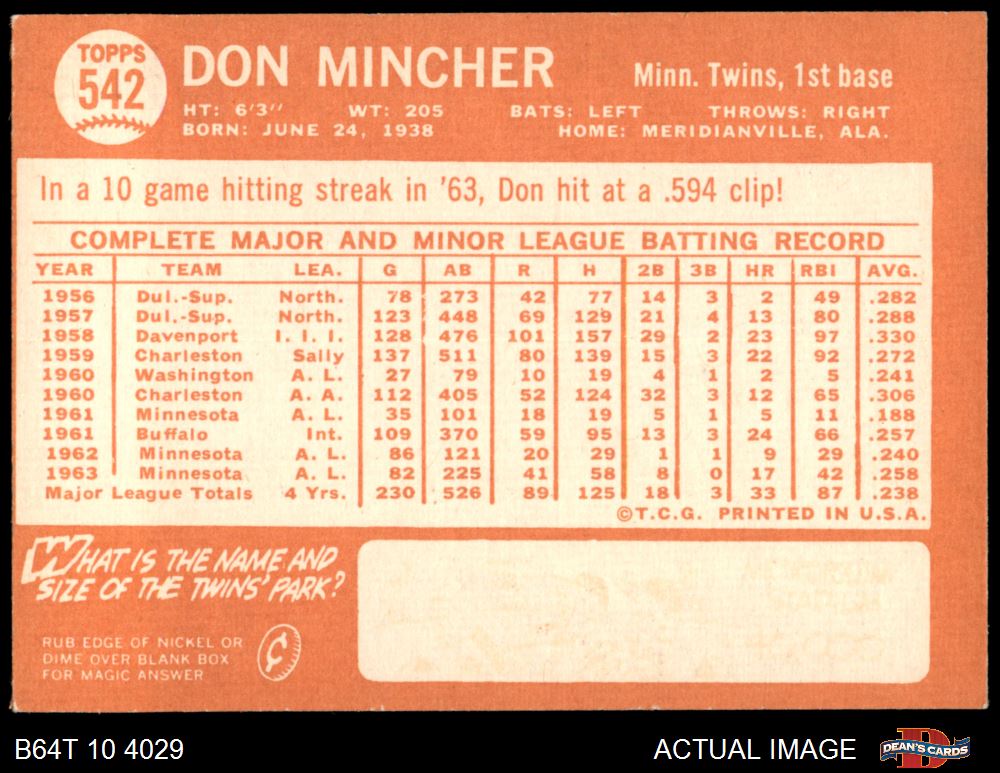 TOPPS
542
DON MINCHER
Minn. Twins, 1st base
HT: 6'3" WT: 205 BATS: LEFT THROWS: RIGHT
BORN: JUNE 24, 1938 HOME: MERIDIANVILLE, ALA.
In a 10 game hitting streak in '63, Don hit at a .594 clip!
COMPLETE MAJOR AND MINOR LEAGUE BATTING RECORD
YEAR TEAM LEA. G AB R H 2B 3B HR RBI AVG.
1956 Dul.-Sup. North. 78 273 42 77 14 3 2 49 .282
1957 Dul.-Sup. North. 123 448 69 129 21 4 13 80 .288
1958 Davenport I. I. I. 128 476 101 157 29 2 23 97 .330
1959 Charleston Sally 137 511 80 139 15 3 22 92 .272
1960 Washington A. L. 27 79 10 19 4 1 2 5 .241
1960 Charleston A. A. 112 405 52 124 32 3 12 65 .306
1961 Minnesota A. L. 35 101 18 19 5 1 5 11 .188
1961 Buffalo Int. 109 370 59 95 13 3 24 66 .257
1962 Minnesota A. L. 86 121 20 29 1 1 9 29 .240
1963 Minnesota A. L. 82 225 41 58 8 0 17 42 .258
Major League Totals 4 Yrs. 230 526 89 125 18 3 33 87 .238
©T.C.G. PRINTED IN U.S.A.
WHAT IS THE NAME AND
SIZE OF THE TWINS' PARK?
RUB EDGE OF NICKEL OR
DIME OVER BLANK BOX
FOR MAGIC ANSWER
¢
B64T 10 4029
ACTUAL IMAGE
D
DEAN'S CARDS